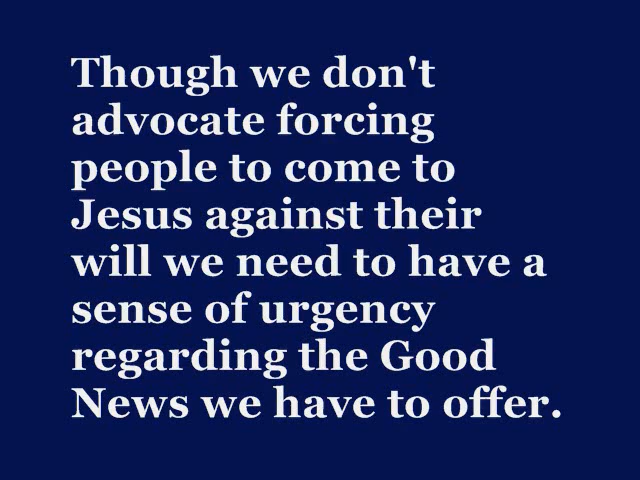 Though we don't
advocate forcing
people to come to
Jesus against their
will we need to have a
sense of urgency
regarding the Good
News we have to offer.